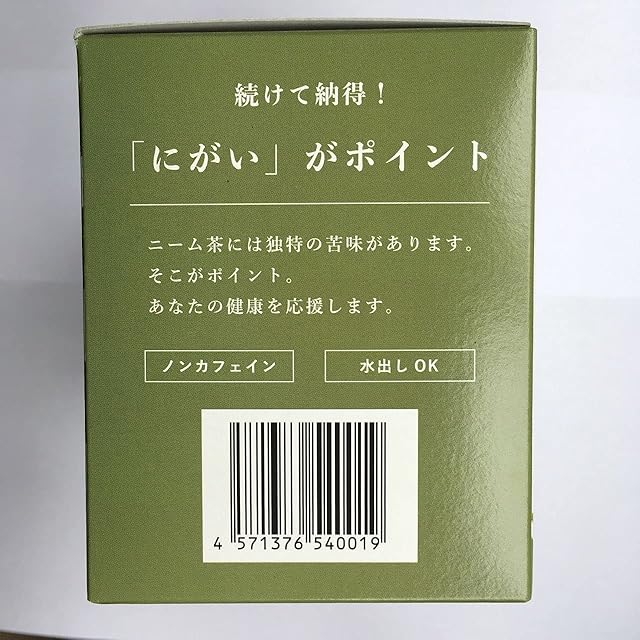 続けて納得！
「にがい」がポイント
ニーム茶には独特の苦味があります。
そこがポイント。
あなたの健康を応援します。
ノンカフェイン
水出しOK
4 571376 540019